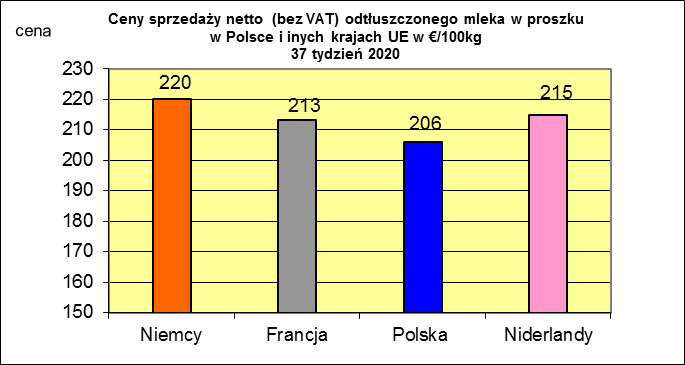 Ceny sprzedaży netto (bez VAT) odtłuszczonego mleka w proszku
w Polsce i inych krajach UE w €/100kg
37 tydzień 2020
cena
230
220
210
200
190
180
170
160
150
220
213
206
215
Niemcy Francja Polska Niderlandy